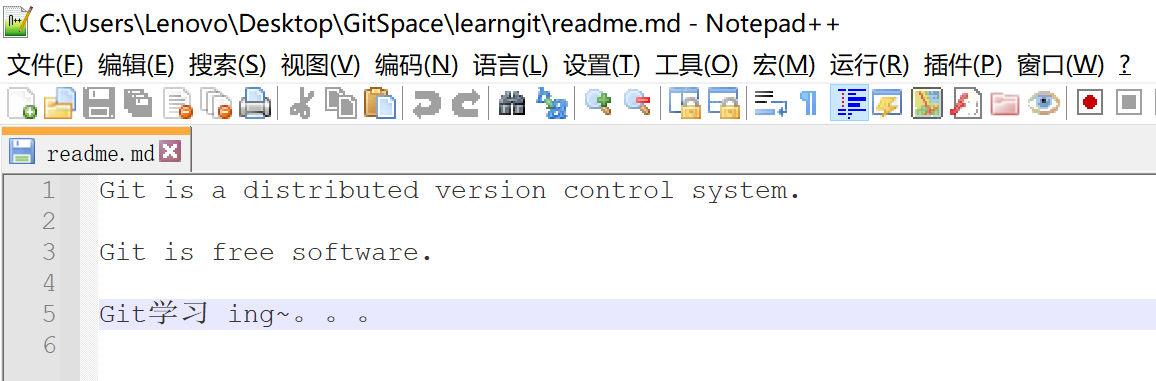 C:\Users\Lenovo\Desktop\GitSpace\learngit\readme.md - Notepad++
文件(F) 编辑(E) 搜索(S) 视图(V) 编码(N) 语言(L) 设置(T) 工具(O) 宏(M) 运行(R) 插件(P) 窗口(W) ?
readme.md
1 Git is a distributed version control system.
2
3 Git is free software.
4
5 Git学习 ing~。。。
6